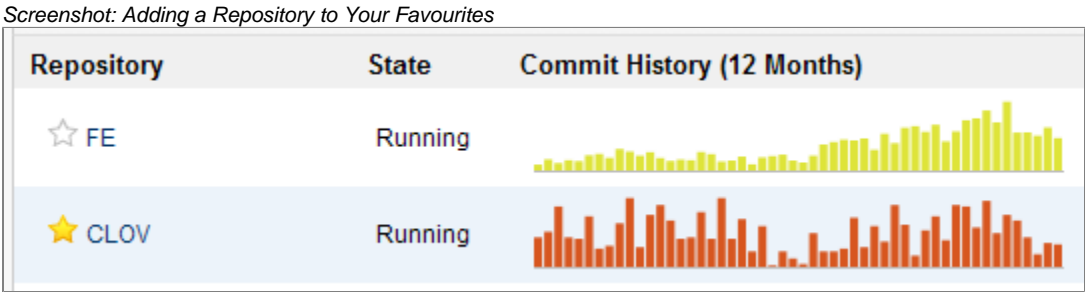 Screenshot: Adding a Repository to Your Favourites
Repository State Commit History (12 Months)
FE Running
CLOV Running